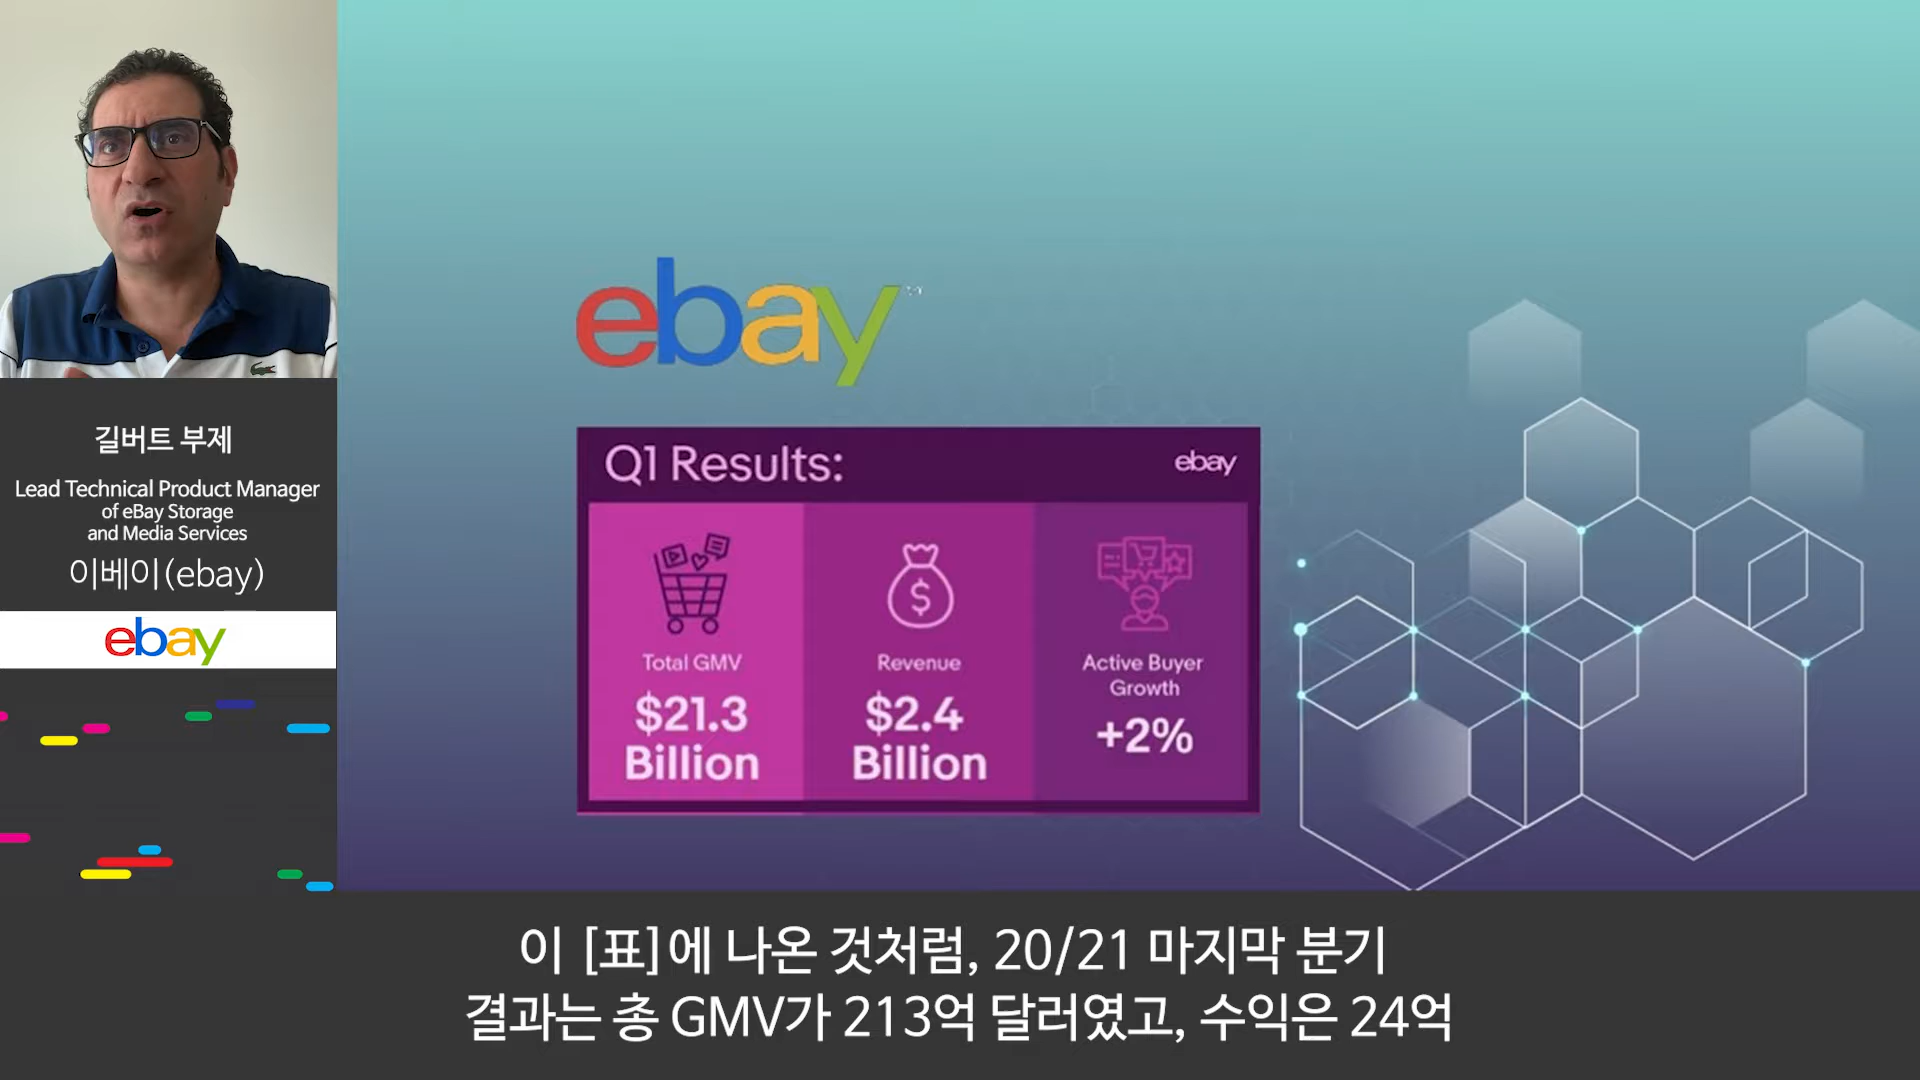 길버트 부제
Lead Technical Product Manager
of eBay Storage
and Media Services
이베이(ebay)
ebay
ebay
Q1 Results:
ebay
Total GMV
$21.3
Billion
Revenue
$2.4
Billion
Active Buyer
Growth
+2%
이 [표]에 나온 것처럼, 20/21 마지막 분기
결과는 총 GMV가 213억 달러였고, 수익은 24억